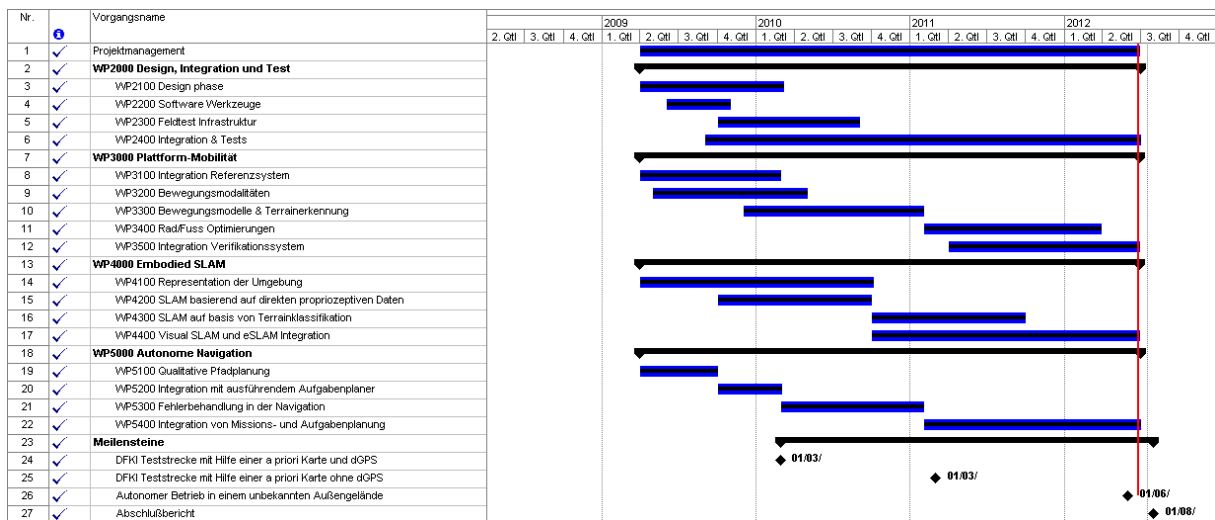 Nr. Vorgangsname
2009 2010 2011 2012
2. Qtl 3. Qtl 4. Qtl 1. Qtl 2. Qtl 3. Qtl 4. Qtl 1. Qtl 2. Qtl 3. Qtl 4. Qtl 1. Qtl 2. Qtl 3. Qtl 4. Qtl 1. Qtl 2. Qtl 3. Qtl 4. Qtl
1 Projektmanagement
2 WP2000 Design, Integration und Test
3 WP2100 Design phase
4 WP2200 Software Werkzeuge
5 WP2300 Feldtest Infrastruktur
6 WP2400 Integration & Tests
7 WP3000 Plattform-Mobilität
8 WP3100 Integration Referenzsystem
9 WP3200 Bewegungsmodalitäten
10 WP3300 Bewegungsmodelle & Terrainerkennung
11 WP3400 Rad/Fuss Optimierungen
12 WP3500 Integration Verifikationssystem
13 WP4000 Embodied SLAM
14 WP4100 Representation der Umgebung
15 WP4200 SLAM basierend auf direkten propriozeptiven Daten
16 WP4300 SLAM auf basis von Terrainklassifikation
17 WP4400 Visual SLAM und eSLAM Integration
18 WP5000 Autonome Navigation
19 WP5100 Qualitative Pfadplanung
20 WP5200 Integration mit ausführendem Aufgabenplaner
21 WP5300 Fehlerbehandlung in der Navigation
22 WP5400 Integration von Missions- und Aufgabenplanung
23 Meilensteine
24 DFKI Teststrecke mit Hilfe einer a priori Karte und dGPS 01/03/
25 DFKI Teststrecke mit Hilfe einer a priori Karte ohne dGPS 01/03/
26 Autonomer Betrieb in einem unbekannten Außengelände 01/06/
27 Abschlußbericht 01/08/